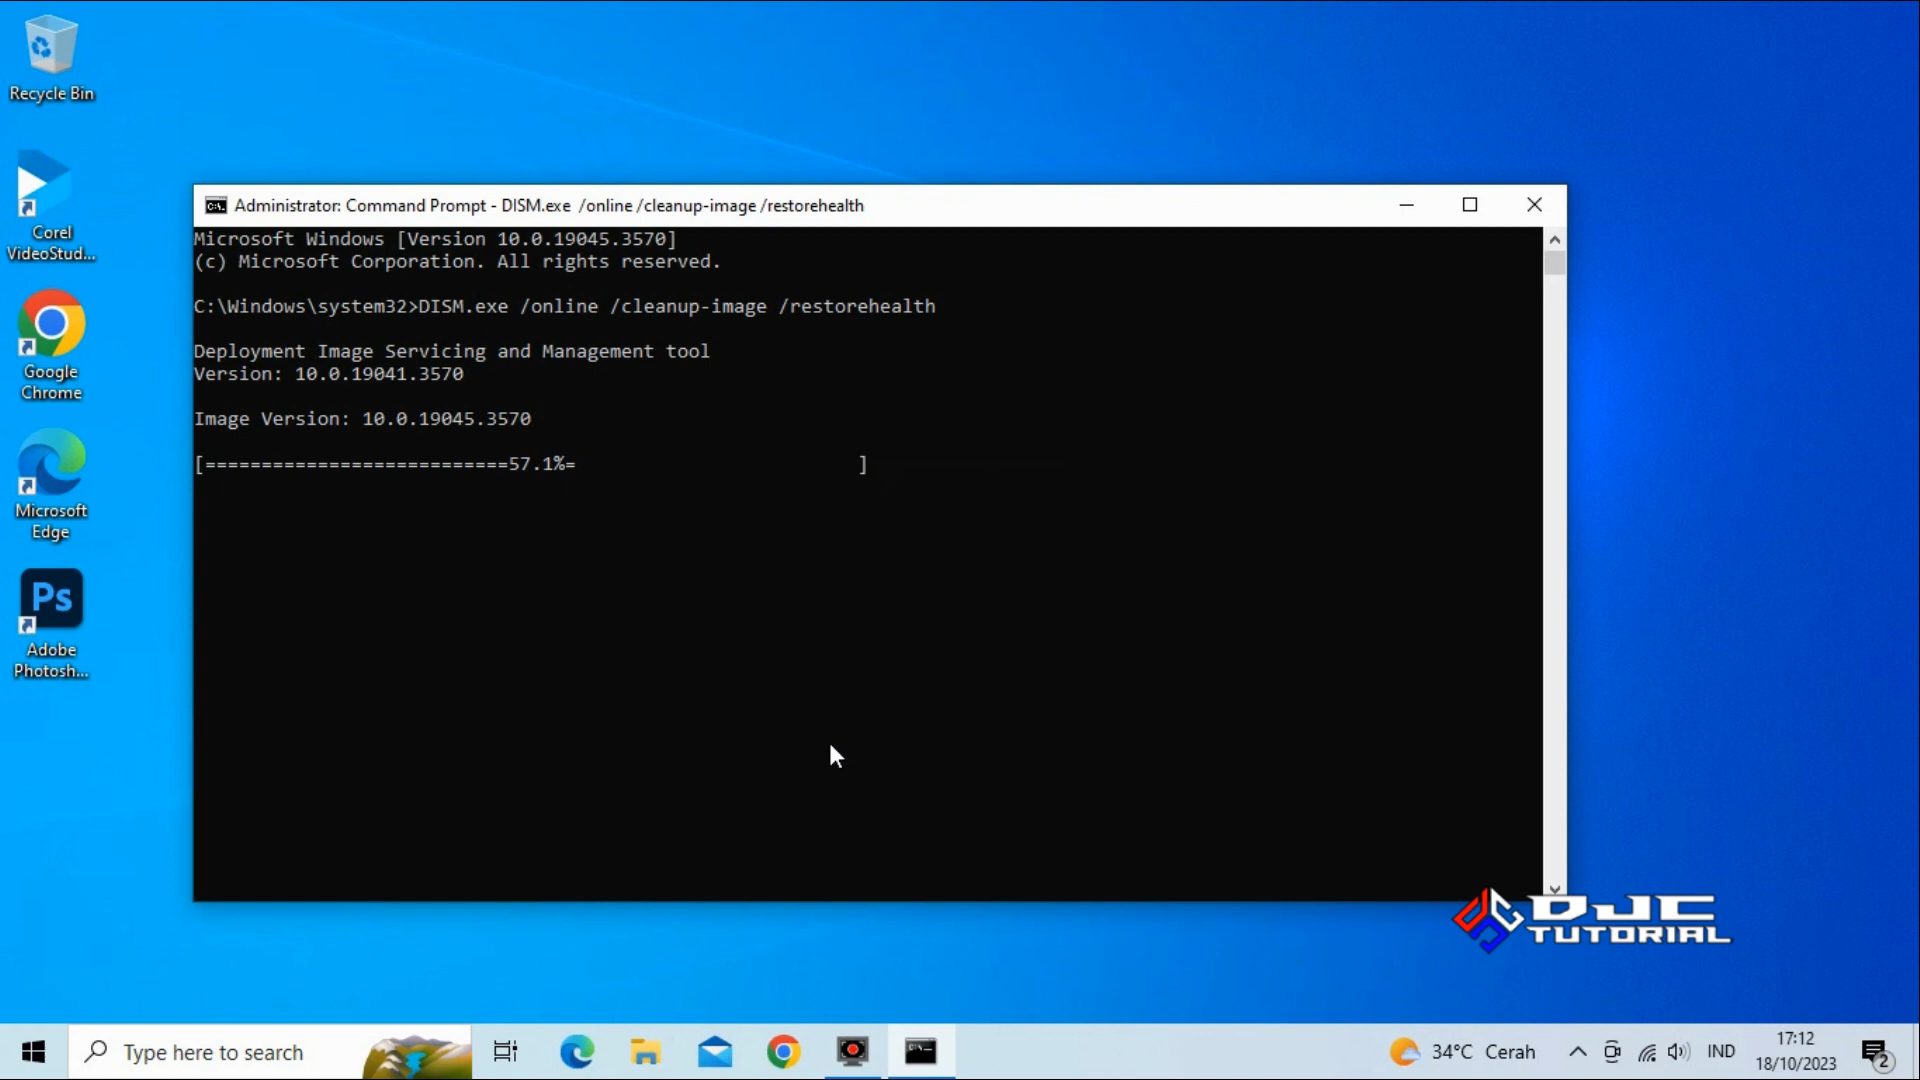 Recycle Bin
Corel
VideoStud...
Google
Chrome
Microsoft
Edge
Ps
Adobe
Photosh...
Administrator: Command Prompt - DISM.exe  /online /cleanup-image /restorehealth
Microsoft Windows [Version 10.0.19045.3570]
(c) Microsoft Corporation. All rights reserved.
C:\Windows\system32>DISM.exe /online /cleanup-image /restorehealth
Deployment Image Servicing and Management tool
Version: 10.0.19041.3570
Image Version: 10.0.19045.3570
[===========================57.1%=                         ]
DJC
TUTORIAL
Type here to search
34°C Cerah
IND
17:12
18/10/2023
2